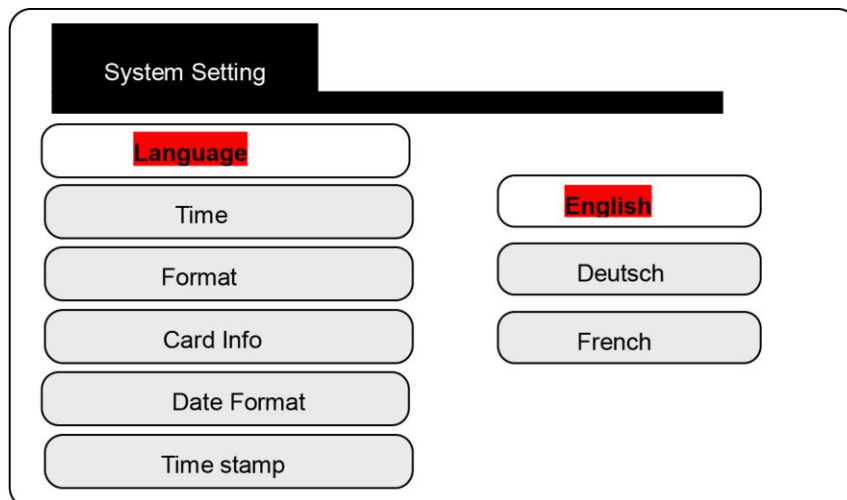 System Setting
Language
Time
Format
Card Info
Date Format
Time stamp
English
Deutsch
French